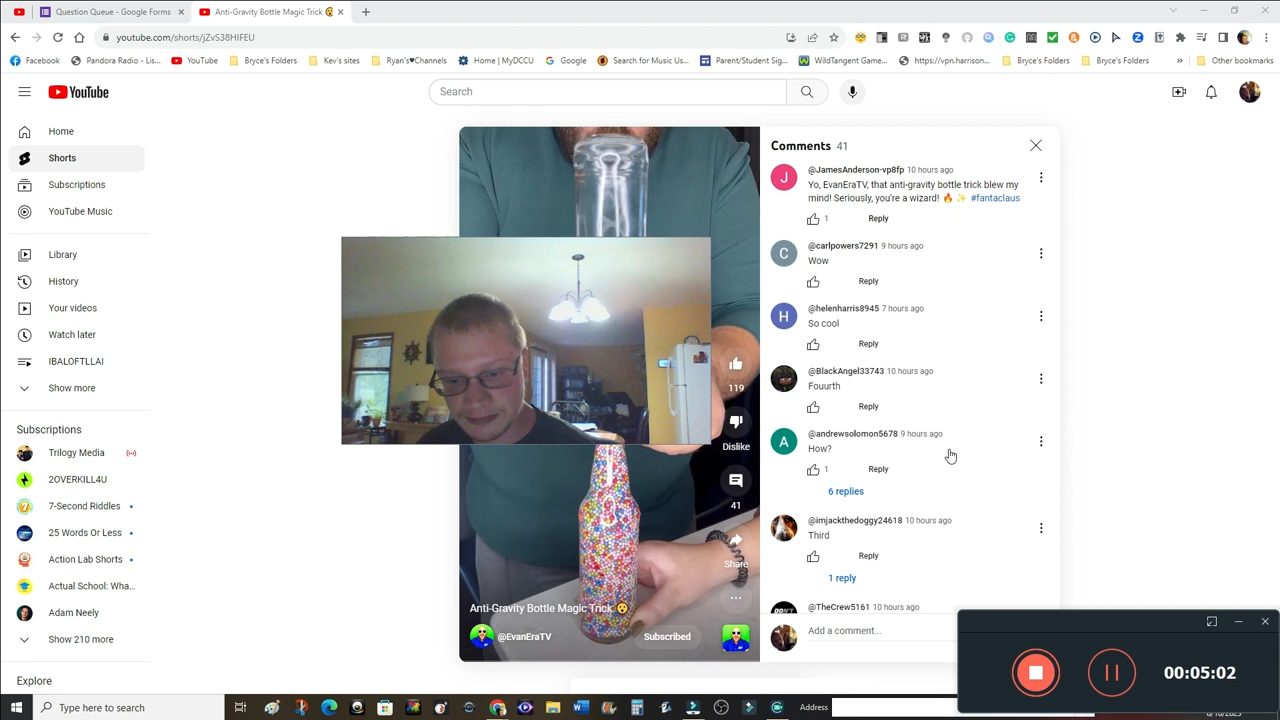 Question Queue - Google Forms
Anti-Gravity Bottle Magic Trick 😮
youtube.com/shorts/jZvS38HIFEU
Facebook
Pandora Radio - Lis...
YouTube
Bryce's Folders
Kev's sites
Ryan's♥Channels
Home | MyDCCU
Google
Search for Music Us...
Parent/Student Sig...
WildTangent Game...
https://vpn.harrison...
Bryce's Folders
Bryce's Folders
»
Other bookmarks
YouTube
Search
Home
Shorts
Subscriptions
YouTube Music
Library
History
Your videos
Watch later
IBALOFTLLAI
Show more
Subscriptions
Trilogy Media
2OVERKILL4U
7-Second Riddles
25 Words Or Less
Action Lab Shorts
Actual School: Wha...
Adam Neely
Show 210 more
Explore
119
Dislike
41
Share
Anti-Gravity Bottle Magic Trick 😮
@EvanEraTV
Subscribed
Comments 41
@JamesAnderson-vp8fp 10 hours ago
Yo, EvanEraTV, that anti-gravity bottle trick blew my
mind! Seriously, you're a wizard! 🔥 ✨ #fantaclaus
1 Reply
@carlpowers7291 9 hours ago
Wow
Reply
@helenharris8945 7 hours ago
So cool
Reply
@BlackAngel33743 10 hours ago
Fouurth
Reply
@andrewsolomon5678 9 hours ago
How?
1 Reply
6 replies
@imjackthedoggy24618 10 hours ago
Third
Reply
1 reply
@TheCrew5161 10 hours ago
Add a comment...
00:05:02
Type here to search
Address